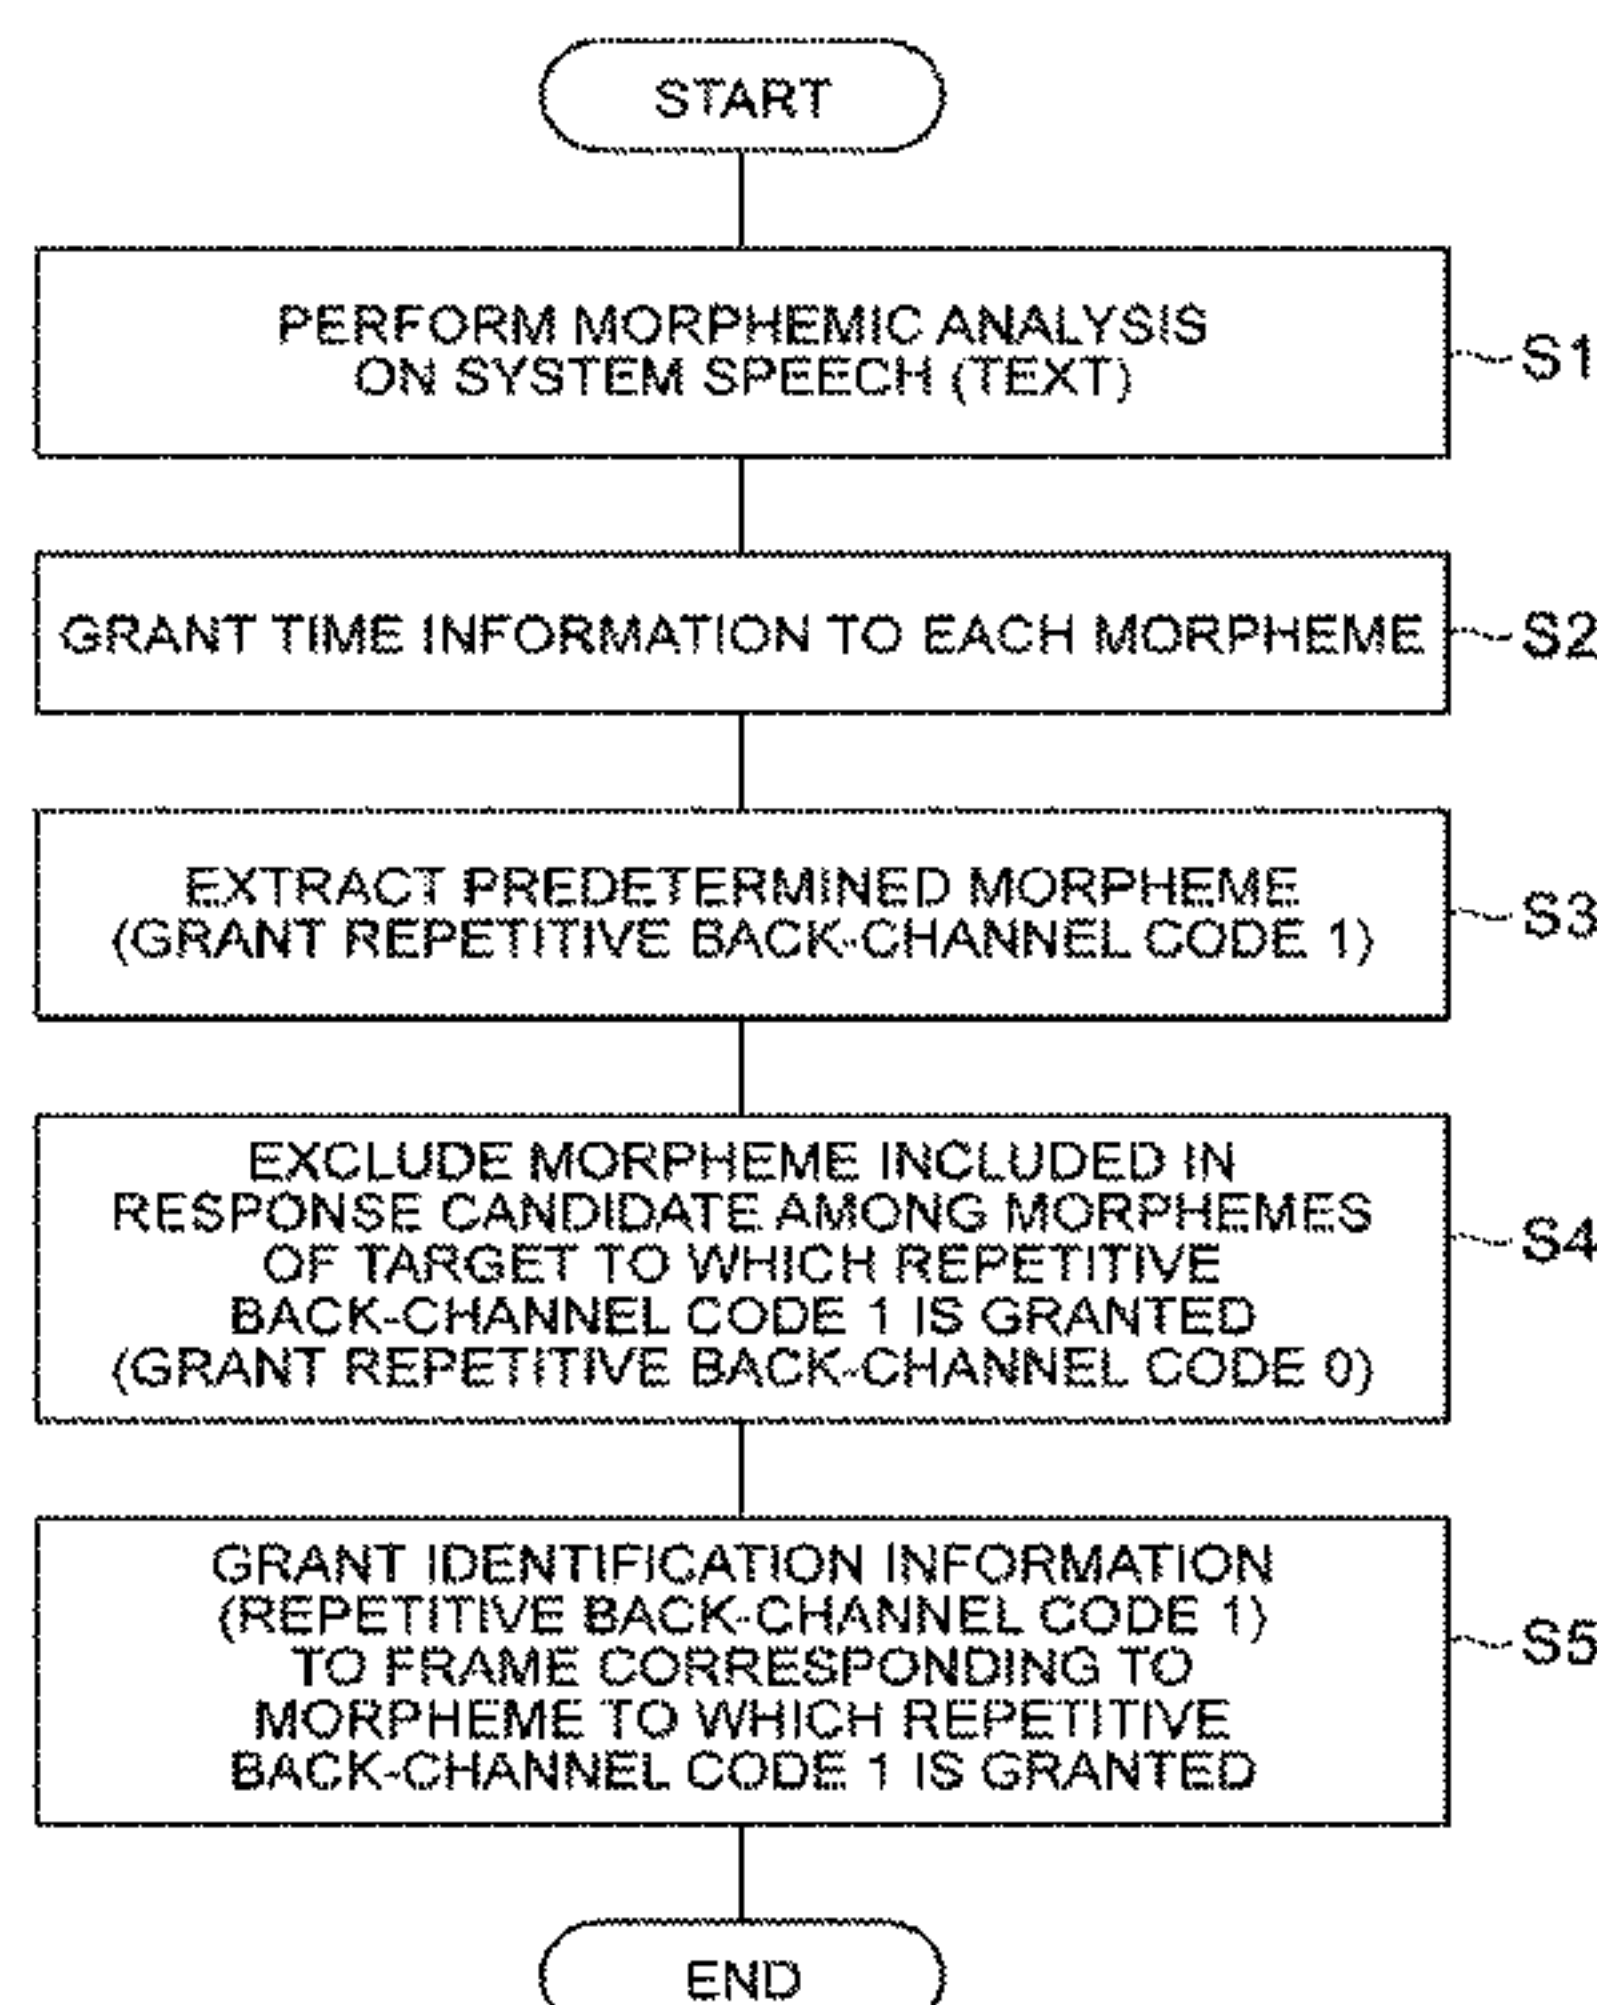 START
PERFORM MORPHEMIC ANALYSIS
ON SYSTEM SPEECH (TEXT)
S1
GRANT TIME INFORMATION TO EACH MORPHEME
S2
EXTRACT PREDETERMINED MORPHEME
(GRANT REPETITIVE BACK-CHANNEL CODE 1)
S3
EXCLUDE MORPHEME INCLUDED IN
RESPONSE CANDIDATE AMONG MORPHEMES
OF TARGET TO WHICH REPETITIVE
BACK-CHANNEL CODE 1 IS GRANTED
(GRANT REPETITIVE BACK-CHANNEL CODE 0)
S4
GRANT IDENTIFICATION INFORMATION
(REPETITIVE BACK-CHANNEL CODE 1)
TO FRAME CORRESPONDING TO
MORPHEME TO WHICH REPETITIVE
BACK-CHANNEL CODE 1 IS GRANTED
S5
END